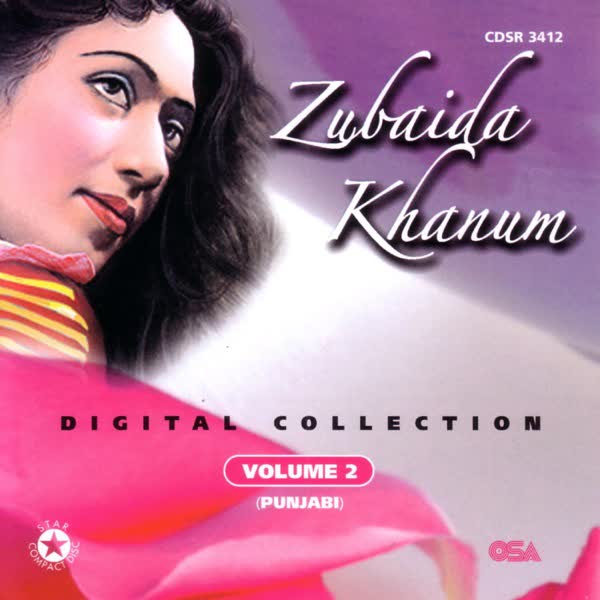 CDSR 3412
Zubaida
Khanum
DIGITAL COLLECTION
VOLUME 2
(PUNJABI)
STAR
COMPACT DISC
OSA